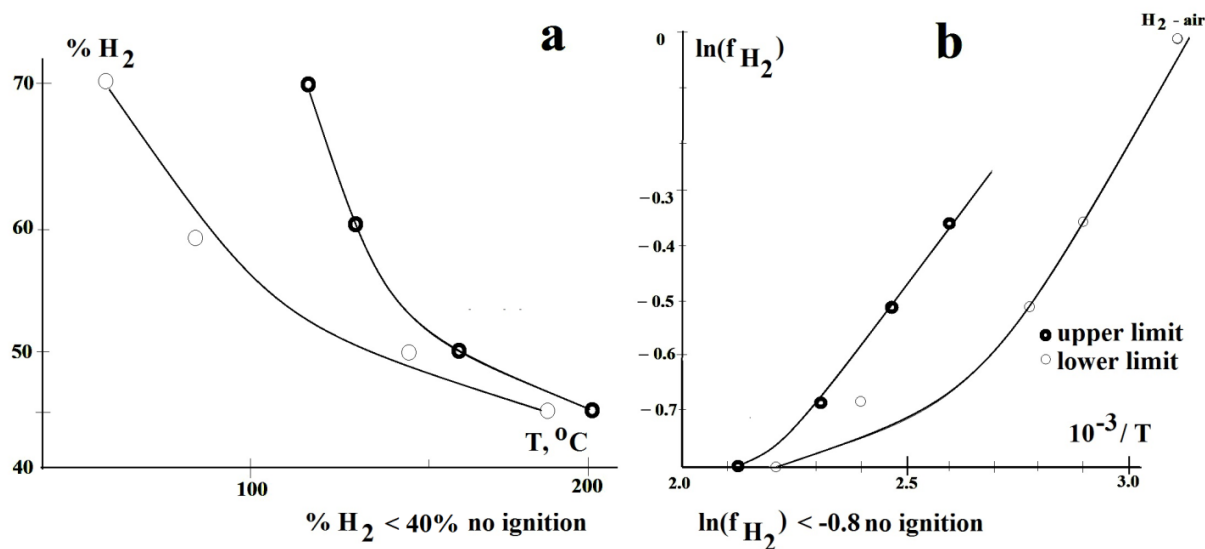 a
% H2
70
60
50
40
100
200
T, °C
% H2 < 40% no ignition
b
H2 - air
ln(f H2)
0
−0.3
−0.4
−0.5
−0.6
−0.7
upper limit
lower limit
10-3/ T
2.0
2.5
3.0
ln(f H2) < -0.8 no ignition